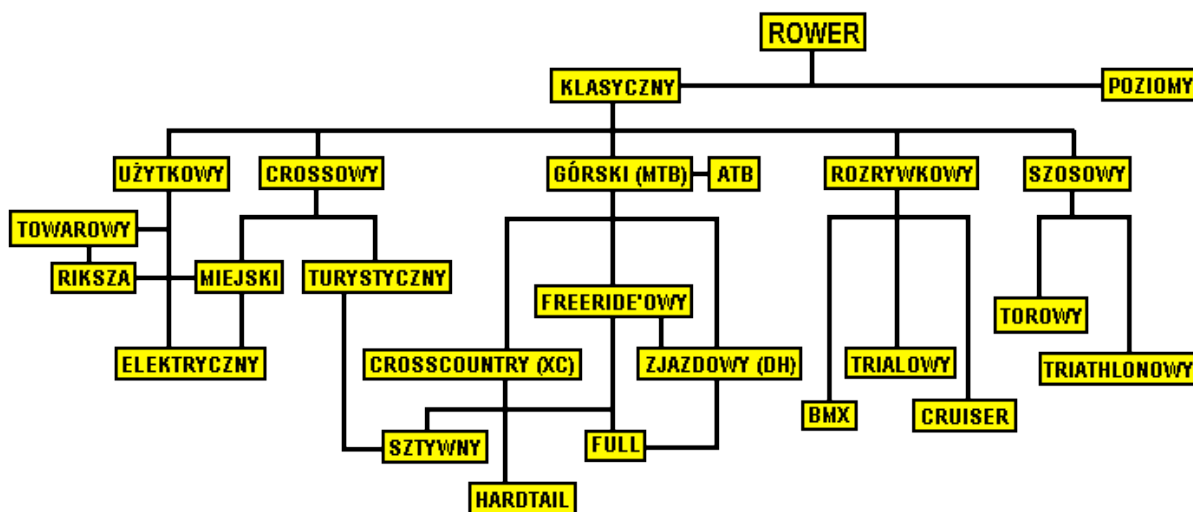 ROWER
KLASYCZNY
POZIOMY
UŻYTKOWY
CROSSOWY
GÓRSKI (MTB)
ATB
ROZRYWKOWY
SZOSOWY
TOWAROWY
RIKSZA
MIEJSKI
TURYSTYCZNY
FREERIDE'OWY
TOROWY
ELEKTRYCZNY
CROSSCOUNTRY (XC)
ZJAZDOWY (DH)
TRIALOWY
TRIATHLONOWY
BMX
CRUISER
SZTYWNY
FULL
HARDTAIL